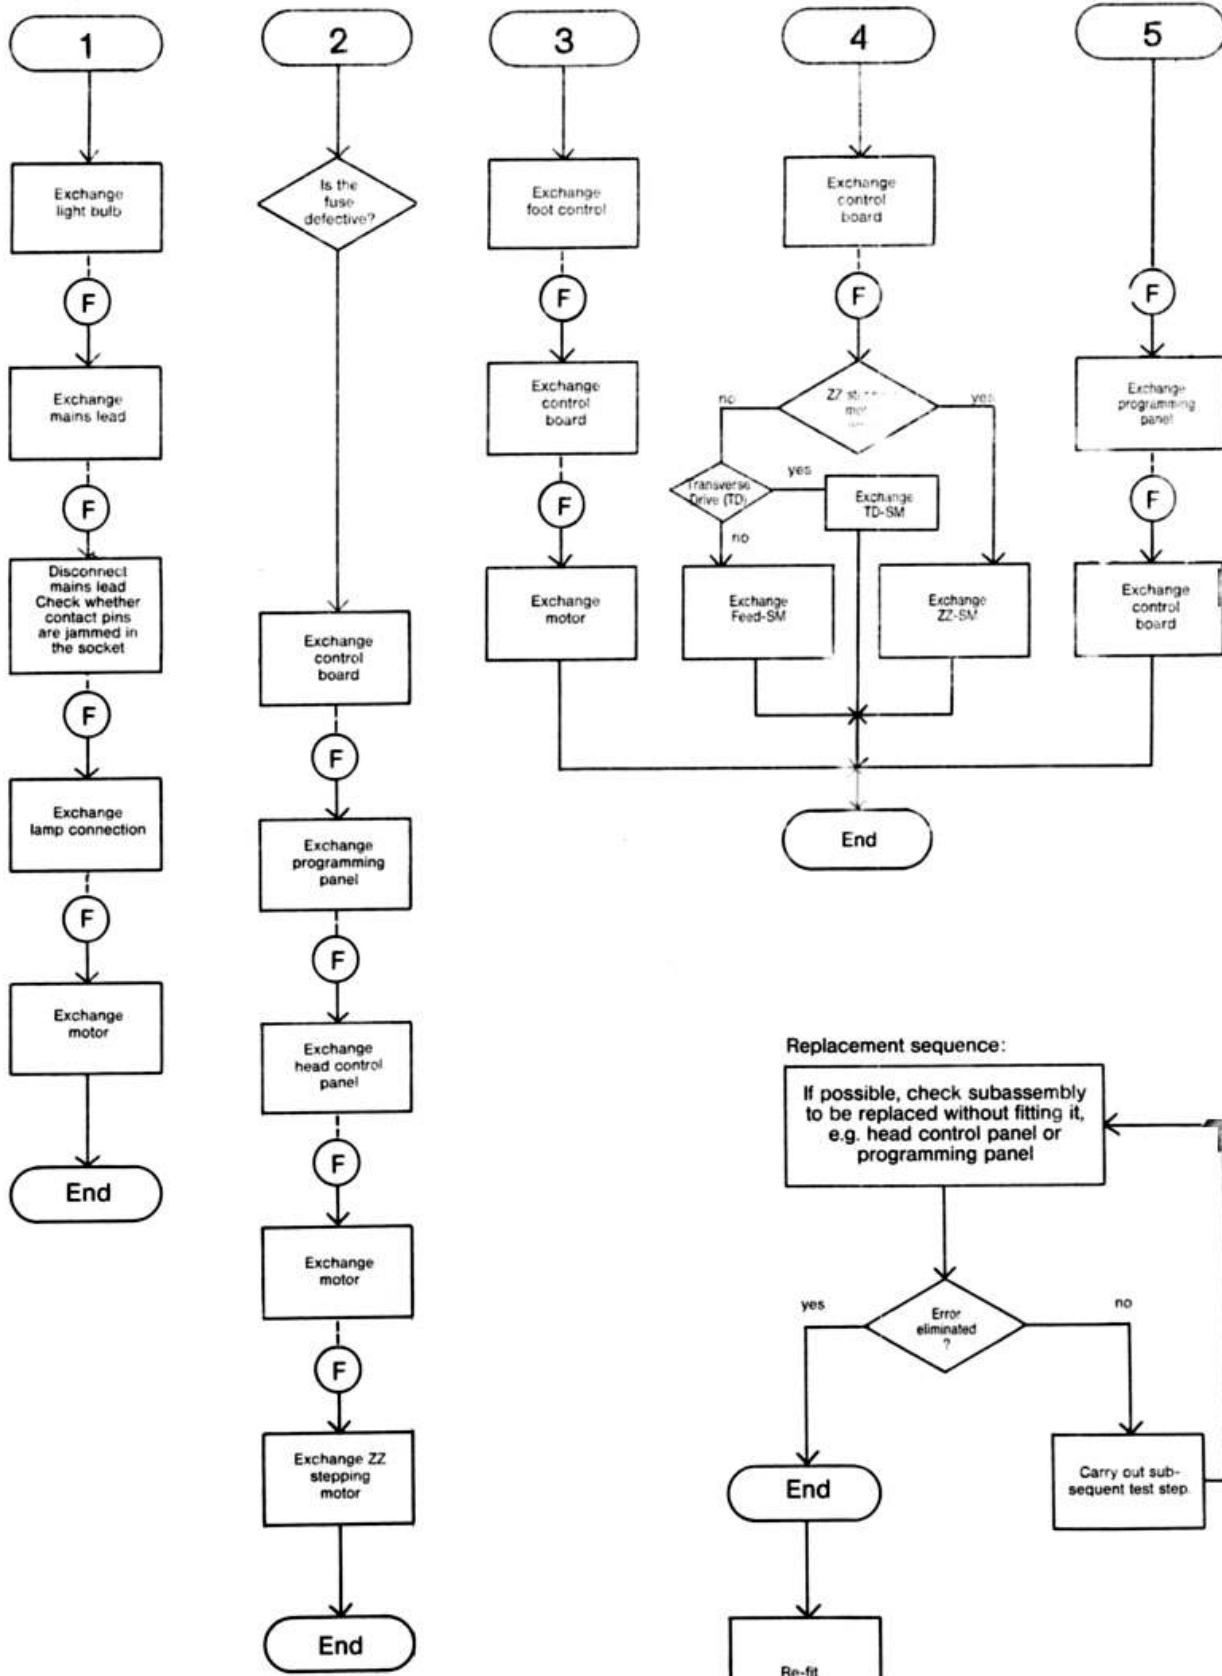 1
Exchange
light bulb
F
Exchange
mains lead
F
Disconnect
mains lead
Check whether
contact pins
are jammed in
the socket
F
Exchange
lamp connection
F
Exchange
motor
End
2
Is the
fuse
defective?
Exchange
control
board
F
Exchange
programming
panel
F
Exchange
head control
panel
F
Exchange
motor
F
Exchange ZZ
stepping
motor
End
3
Exchange
foot control
F
Exchange
control
board
F
Exchange
motor
4
Exchange
control
board
F
ZZ
no
yes
Transverse
Drive (TD)
yes
Exchange
TD-SM
no
Exchange
Feed-SM
Exchange
ZZ-SM
End
5
F
Exchange
programming
panel
F
Exchange
control
board
Replacement sequence:
If possible, check subassembly
to be replaced without fitting it,
e.g. head control panel or
programming panel
yes
Error
eliminated
?
no
End
Carry out sub-
sequent test step.
Re-fit